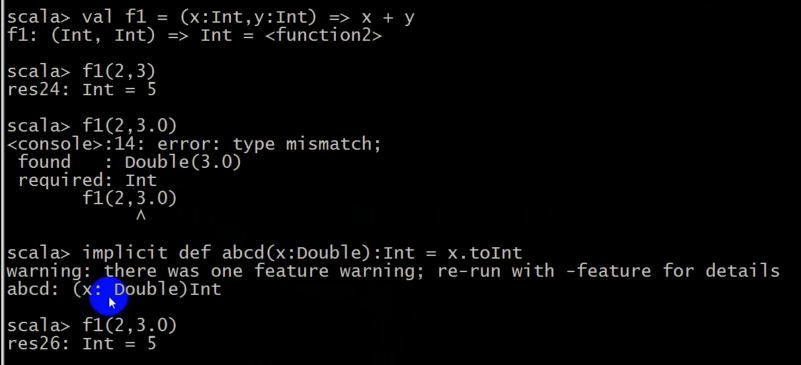 scala> val f1 = (x:Int,y:Int) => x + y
f1: (Int, Int) => Int = <function2>
scala> f1(2,3)
res24: Int = 5
scala> f1(2,3.0)
<console>:14: error: type mismatch;
 found   : Double(3.0)
 required: Int
       f1(2,3.0)
            ^
scala> implicit def abcd(x:Double):Int = x.toInt
warning: there was one feature warning; re-run with -feature for details
abcd: (x: Double)Int
scala> f1(2,3.0)
res26: Int = 5